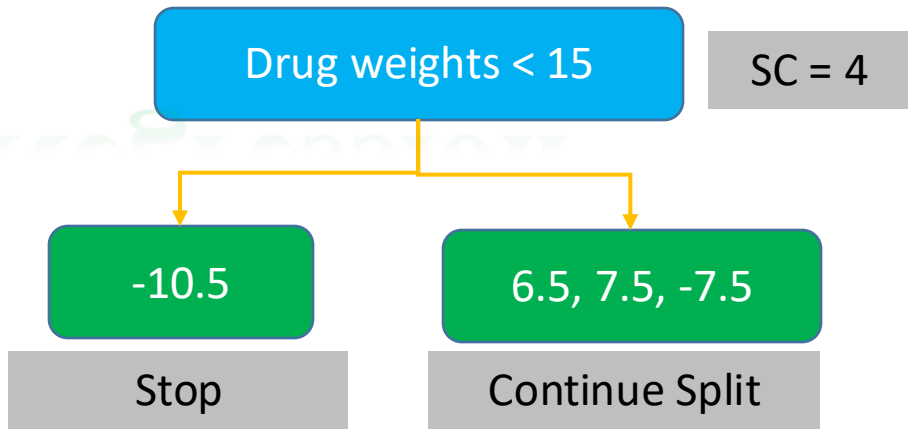 Drug weights < 15
SC = 4
-10.5
6.5, 7.5, -7.5
Stop
Continue Split